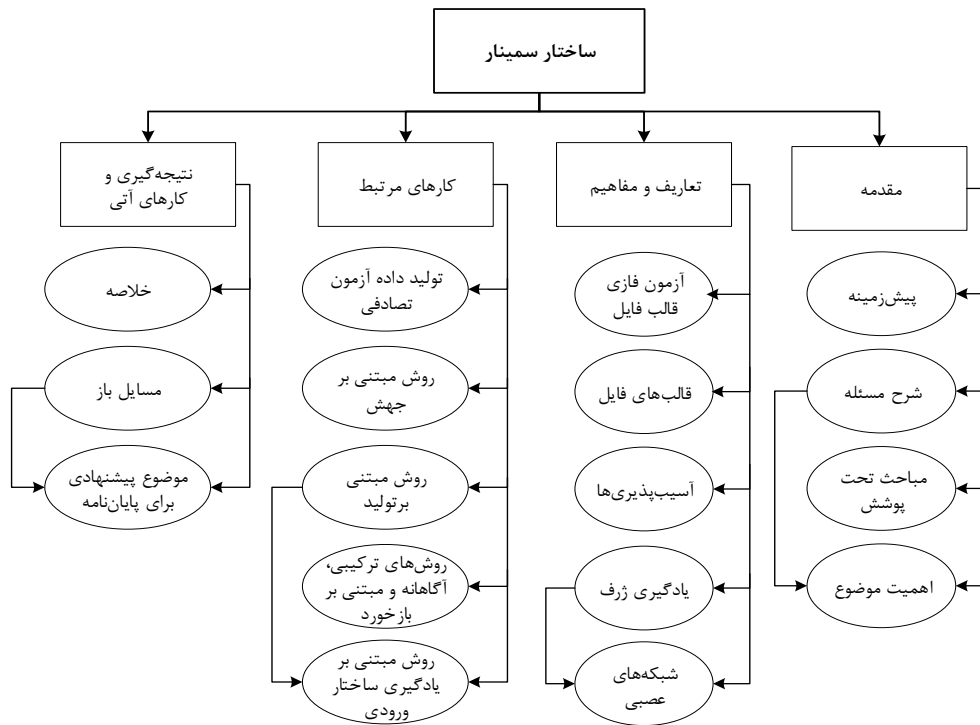 ساختار سمینار
مقدمه
پیش‌زمینه
شرح مسئله
مباحث تحت
پوشش
اهمیت موضوع
تعاریف و مفاهیم
آزمون فازی
قالب فایل
قالب‌های فایل
آسیب‌پذیری‌ها
یادگیری ژرف
شبکه‌های
عصبی
کارهای مرتبط
تولید داده آزمون
تصادفی
روش مبتنی بر
جهش
روش مبتنی
برتولید
روش‌های ترکیبی،
آگاهانه و مبتنی بر
بازخورد
روش مبتنی بر
یادگیری ساختار
ورودی
نتیجه‌گیری و
کارهای آتی
خلاصه
مسایل باز
موضوع پیشنهادی
برای پایان‌نامه